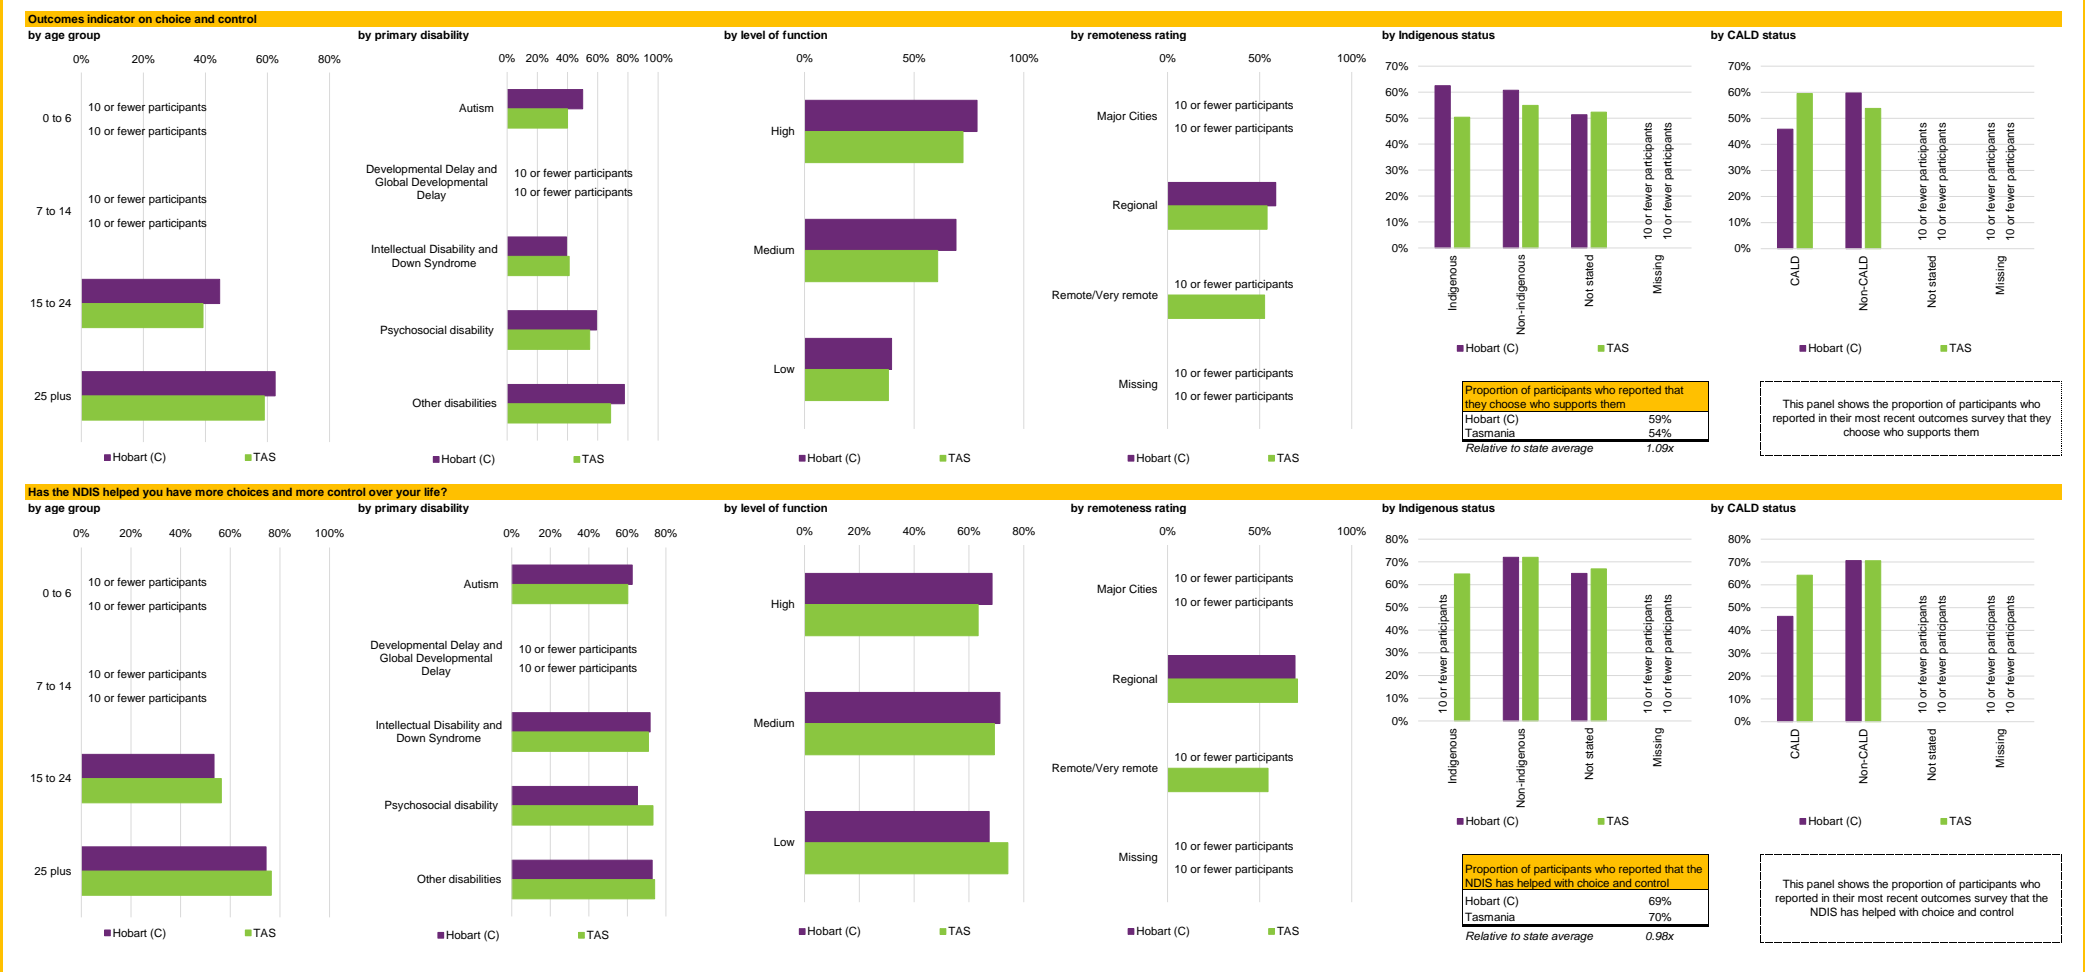 Outcomes indicator on choice and control
by age group
0%
20%
40%
60%
80%
0 to 6
10 or fewer participants
10 or fewer participants
7 to 14
10 or fewer participants
10 or fewer participants
15 to 24
25 plus
Hobart (C)
TAS
by primary disability
0%
20%
40%
60%
80%
100%
Autism
Developmental Delay and
Global Developmental
Delay
10 or fewer participants
10 or fewer participants
Intellectual Disability and
Down Syndrome
Psychosocial disability
Other disabilities
Hobart (C)
TAS
by level of function
0%
50%
100%
High
Medium
Low
Hobart (C)
TAS
by remoteness rating
0%
50%
100%
Major Cities
10 or fewer participants
10 or fewer participants
Regional
Remote/Very remote
10 or fewer participants
Missing
10 or fewer participants
10 or fewer participants
Hobart (C)
TAS
by Indigenous status
70%
60%
50%
40%
30%
20%
10%
0%
10 or fewer participants
10 or fewer participants
Indigenous
Non-indigenous
Not stated
Missing
Hobart (C)
TAS
Proportion of participants who reported that
they choose who supports them
Hobart (C) 59%
Tasmania 54%
Relative to state average 1.09x
by CALD status
70%
60%
50%
40%
30%
20%
10%
0%
10 or fewer participants
10 or fewer participants
10 or fewer participants
10 or fewer participants
CALD
Non-CALD
Not stated
Missing
Hobart (C)
TAS
This panel shows the proportion of participants who
reported in their most recent outcomes survey that they
choose who supports them
Has the NDIS helped you have more choices and more control over your life?
by age group
0%
20%
40%
60%
80%
100%
0 to 6
10 or fewer participants
10 or fewer participants
7 to 14
10 or fewer participants
10 or fewer participants
15 to 24
25 plus
Hobart (C)
TAS
by primary disability
0%
20%
40%
60%
80%
Autism
Developmental Delay and
Global Developmental
Delay
10 or fewer participants
10 or fewer participants
Intellectual Disability and
Down Syndrome
Psychosocial disability
Other disabilities
Hobart (C)
TAS
by level of function
0%
20%
40%
60%
80%
High
Medium
Low
Hobart (C)
TAS
by remoteness rating
0%
50%
100%
Major Cities
10 or fewer participants
10 or fewer participants
Regional
Remote/Very remote
10 or fewer participants
Missing
10 or fewer participants
10 or fewer participants
Hobart (C)
TAS
by Indigenous status
80%
70%
60%
50%
40%
30%
20%
10%
0%
10 or fewer participants
10 or fewer participants
10 or fewer participants
Indigenous
Non-indigenous
Not stated
Missing
Hobart (C)
TAS
Proportion of participants who reported that the
NDIS has helped with choice and control
Hobart (C) 69%
Tasmania 70%
Relative to state average 0.98x
by CALD status
80%
70%
60%
50%
40%
30%
20%
10%
0%
10 or fewer participants
10 or fewer participants
10 or fewer participants
10 or fewer participants
CALD
Non-CALD
Not stated
Missing
Hobart (C)
TAS
This panel shows the proportion of participants who
reported in their most recent outcomes survey that the
NDIS has helped with choice and control